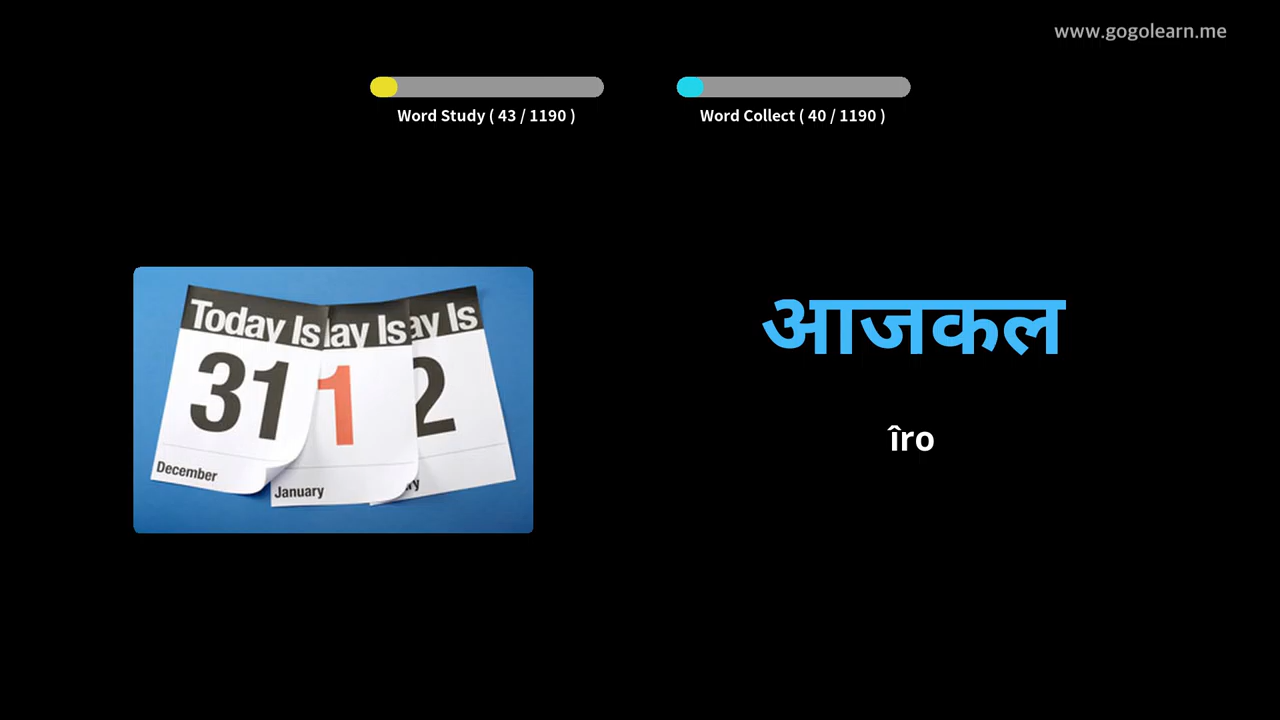 www.gogolearn.me
Word Study ( 43 / 1190 )
Word Collect ( 40 / 1190 )
Today Is
31
December
ay Is
1
January
ay Is
2
ry
आजकल
îro